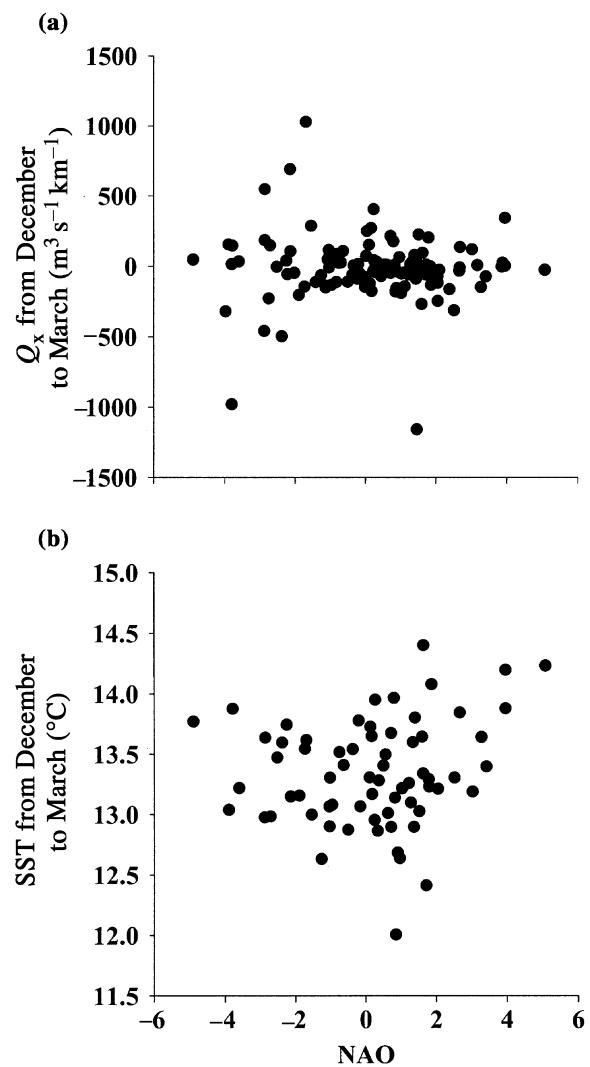 (a)
1500
1000
500
0
−500
−1000
−1500
Qx from December
to March (m³ s⁻¹ km⁻¹)
(b)
15.0
14.5
14.0
13.5
13.0
12.5
12.0
11.5
SST from December
to March (°C)
−6 −4 −2 0 2 4 6
NAO